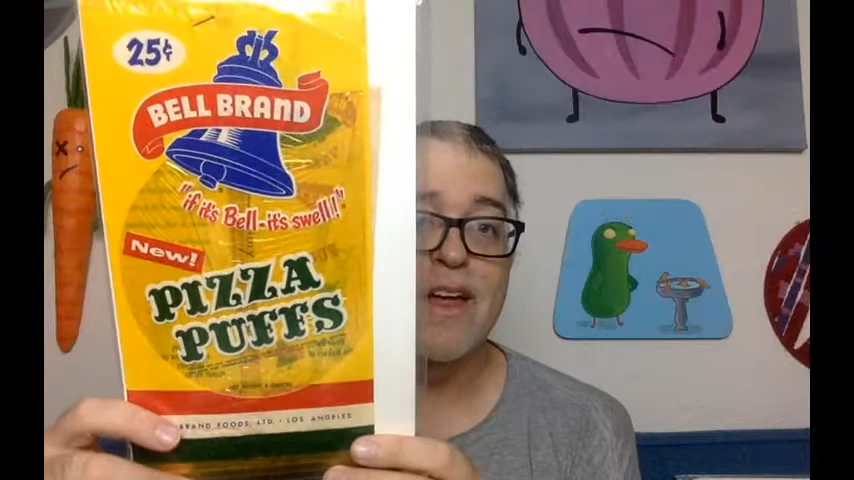 25¢
BELL BRAND
"if it's Bell-it's swell!"
New!
PIZZA
PUFFS
BRAND FOODS, LTD. • LOS ANGELES